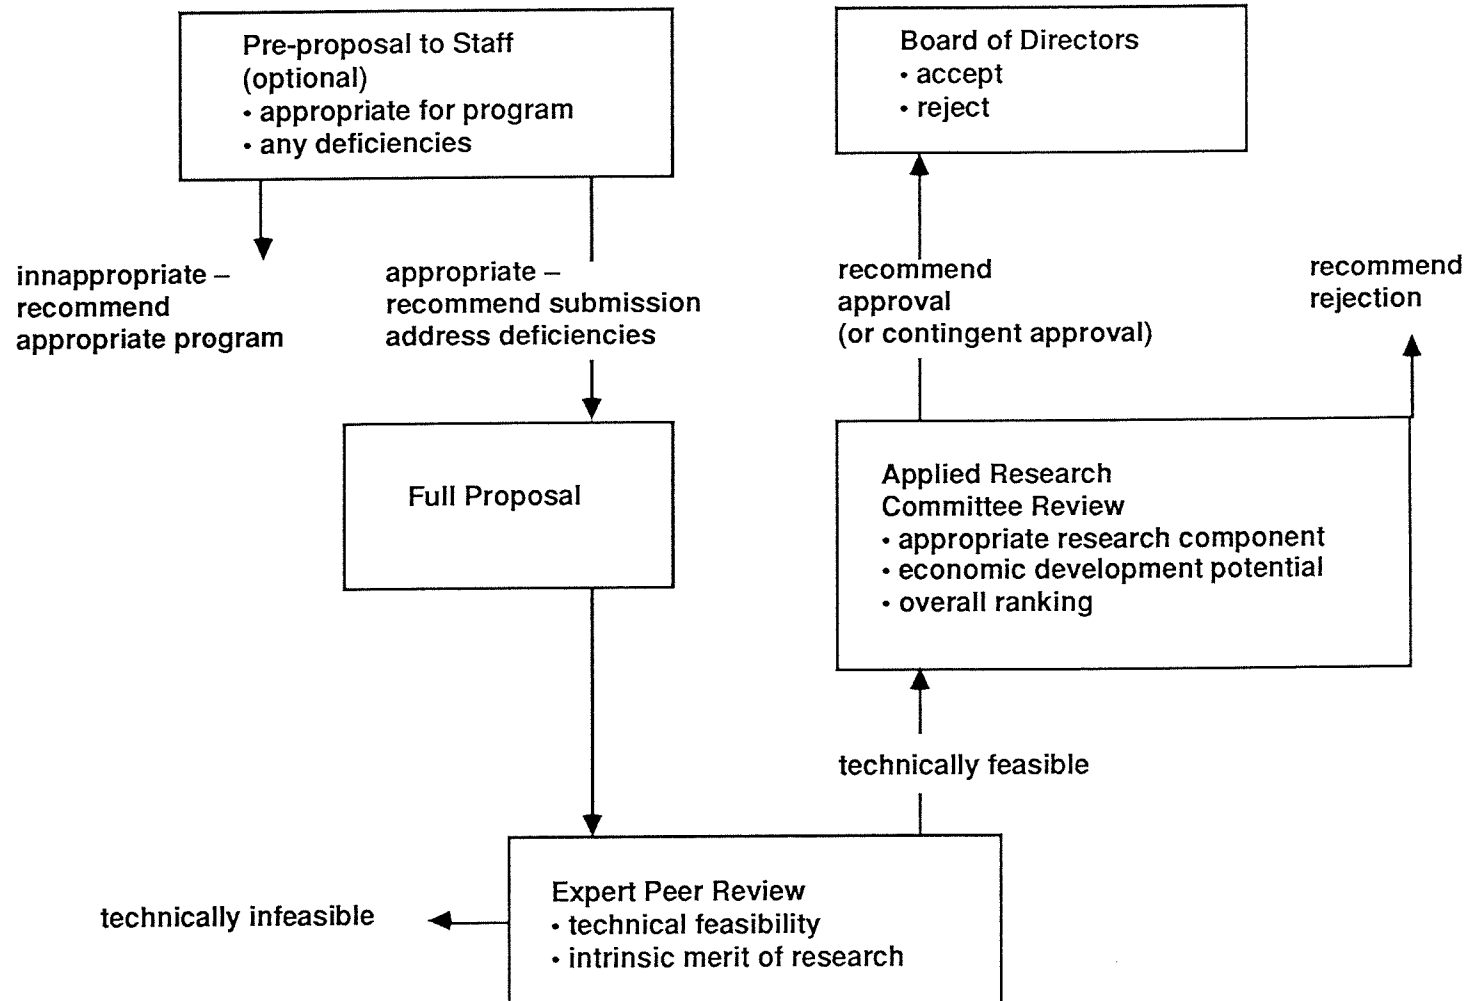 Pre-proposal to Staff
(optional)
• appropriate for program
• any deficiencies
innappropriate –
recommend
appropriate program
appropriate –
recommend submission
address deficiencies
Full Proposal
Expert Peer Review
• technical feasibility
• intrinsic merit of research
technically infeasible
technically feasible
Applied Research
Committee Review
• appropriate research component
• economic development potential
• overall ranking
recommend
approval
(or contingent approval)
recommend
rejection
Board of Directors
• accept
• reject